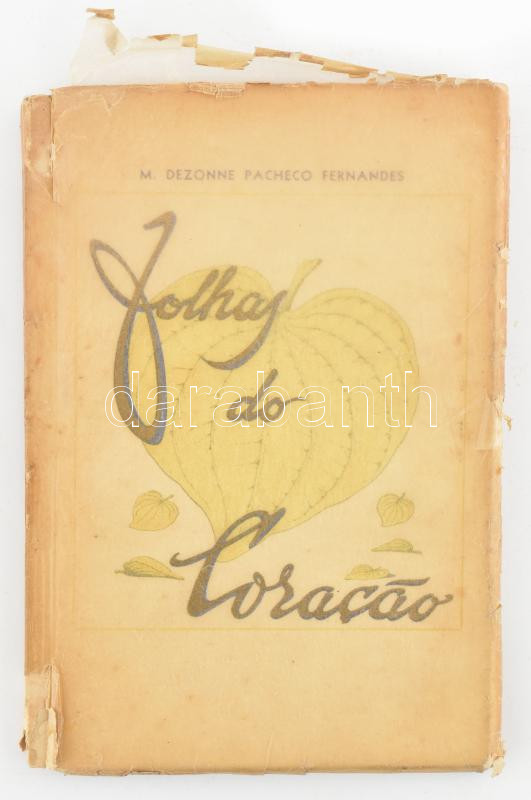 M. DEZONNE PACHECO FERNANDES
Folhas
do
darabanth
Coração